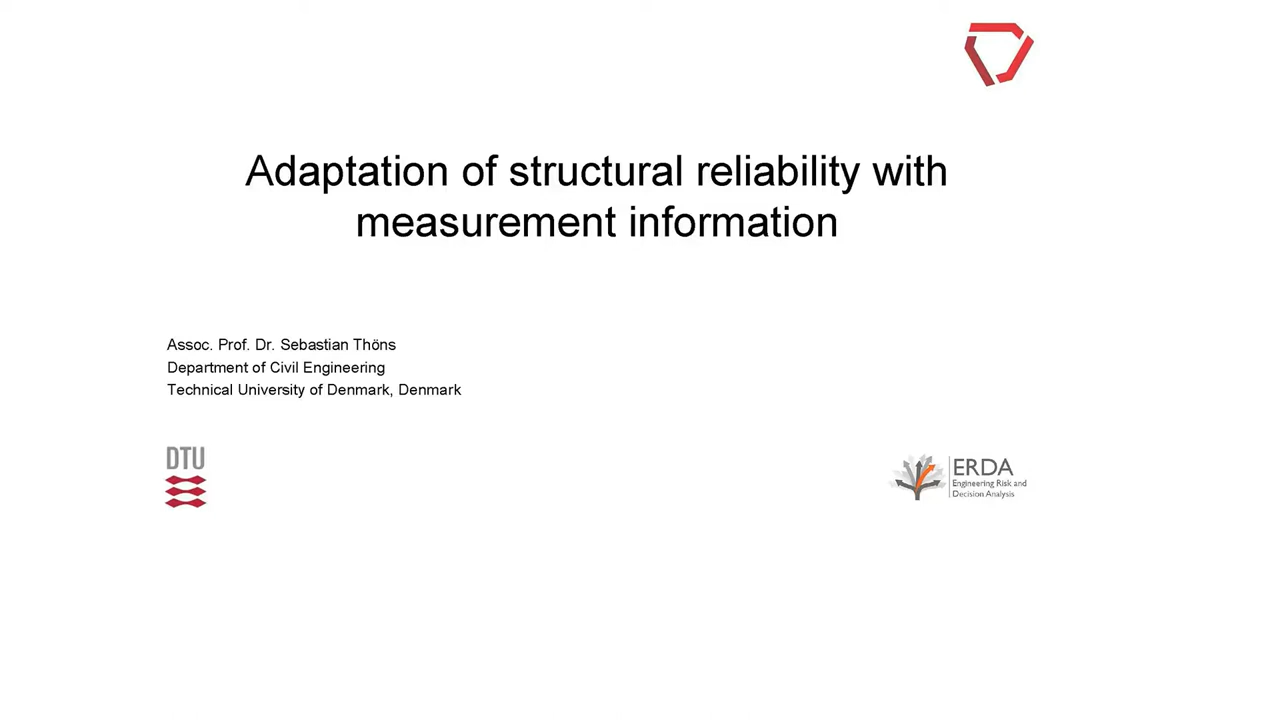 Adaptation of structural reliability with
measurement information
Assoc. Prof. Dr. Sebastian Thöns
Department of Civil Engineering
Technical University of Denmark, Denmark
DTU
ERDA
Engineering Risk and
Decision Analysis